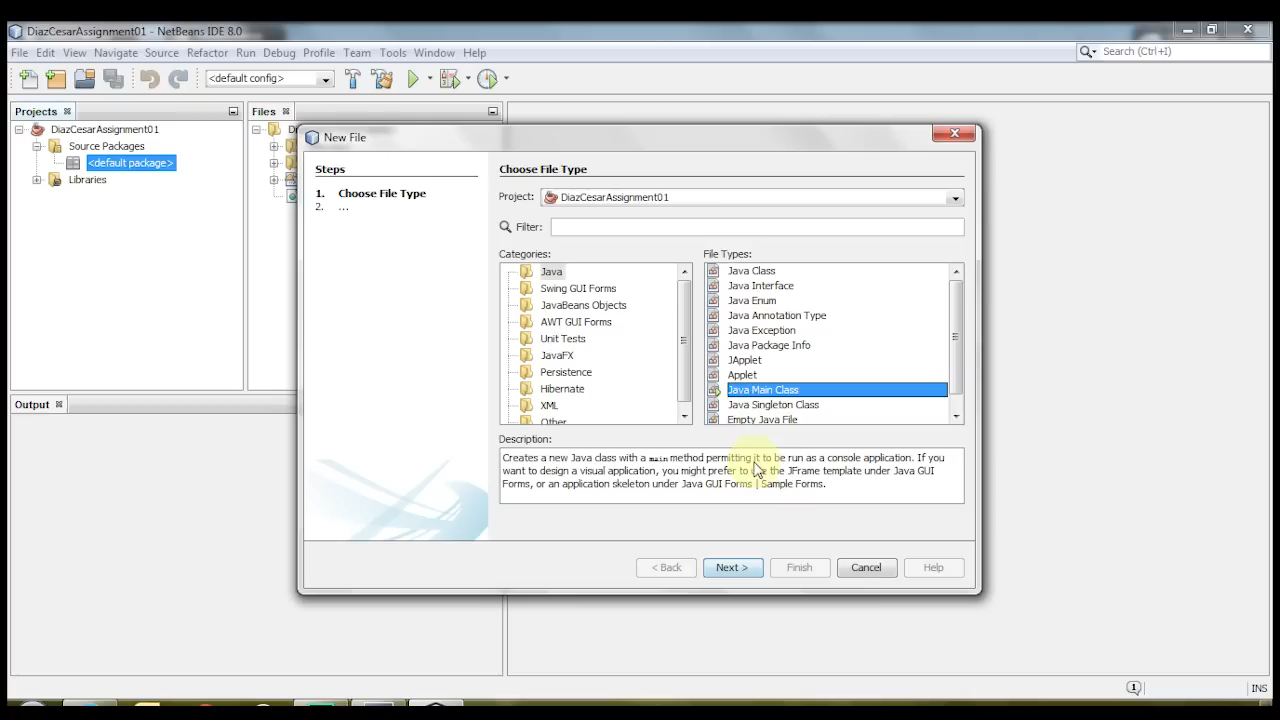 DiazCesarAssignment01 - NetBeans IDE 8.0
File Edit View Navigate Source Refactor Run Debug Profile Team Tools Window Help
Search (Ctrl+I)
<default config>
Projects
Files
DiazCesarAssignment01
Source Packages
<default package>
Libraries
Output
New File
Steps
1. Choose File Type
2. ...
Choose File Type
Project: DiazCesarAssignment01
Filter:
Categories:
Java
Swing GUI Forms
JavaBeans Objects
AWT GUI Forms
Unit Tests
JavaFX
Persistence
Hibernate
XML
Other
File Types:
Java Class
Java Interface
Java Enum
Java Annotation Type
Java Exception
Java Package Info
JApplet
Applet
Java Main Class
Java Singleton Class
Empty Java File
Description:
Creates a new Java class with a main method permitting it to be run as a console application. If you
want to design a visual application, you might prefer to use the JFrame template under Java GUI
Forms, or an application skeleton under Java GUI Forms | Sample Forms.
< Back
Next >
Finish
Cancel
Help
1
INS